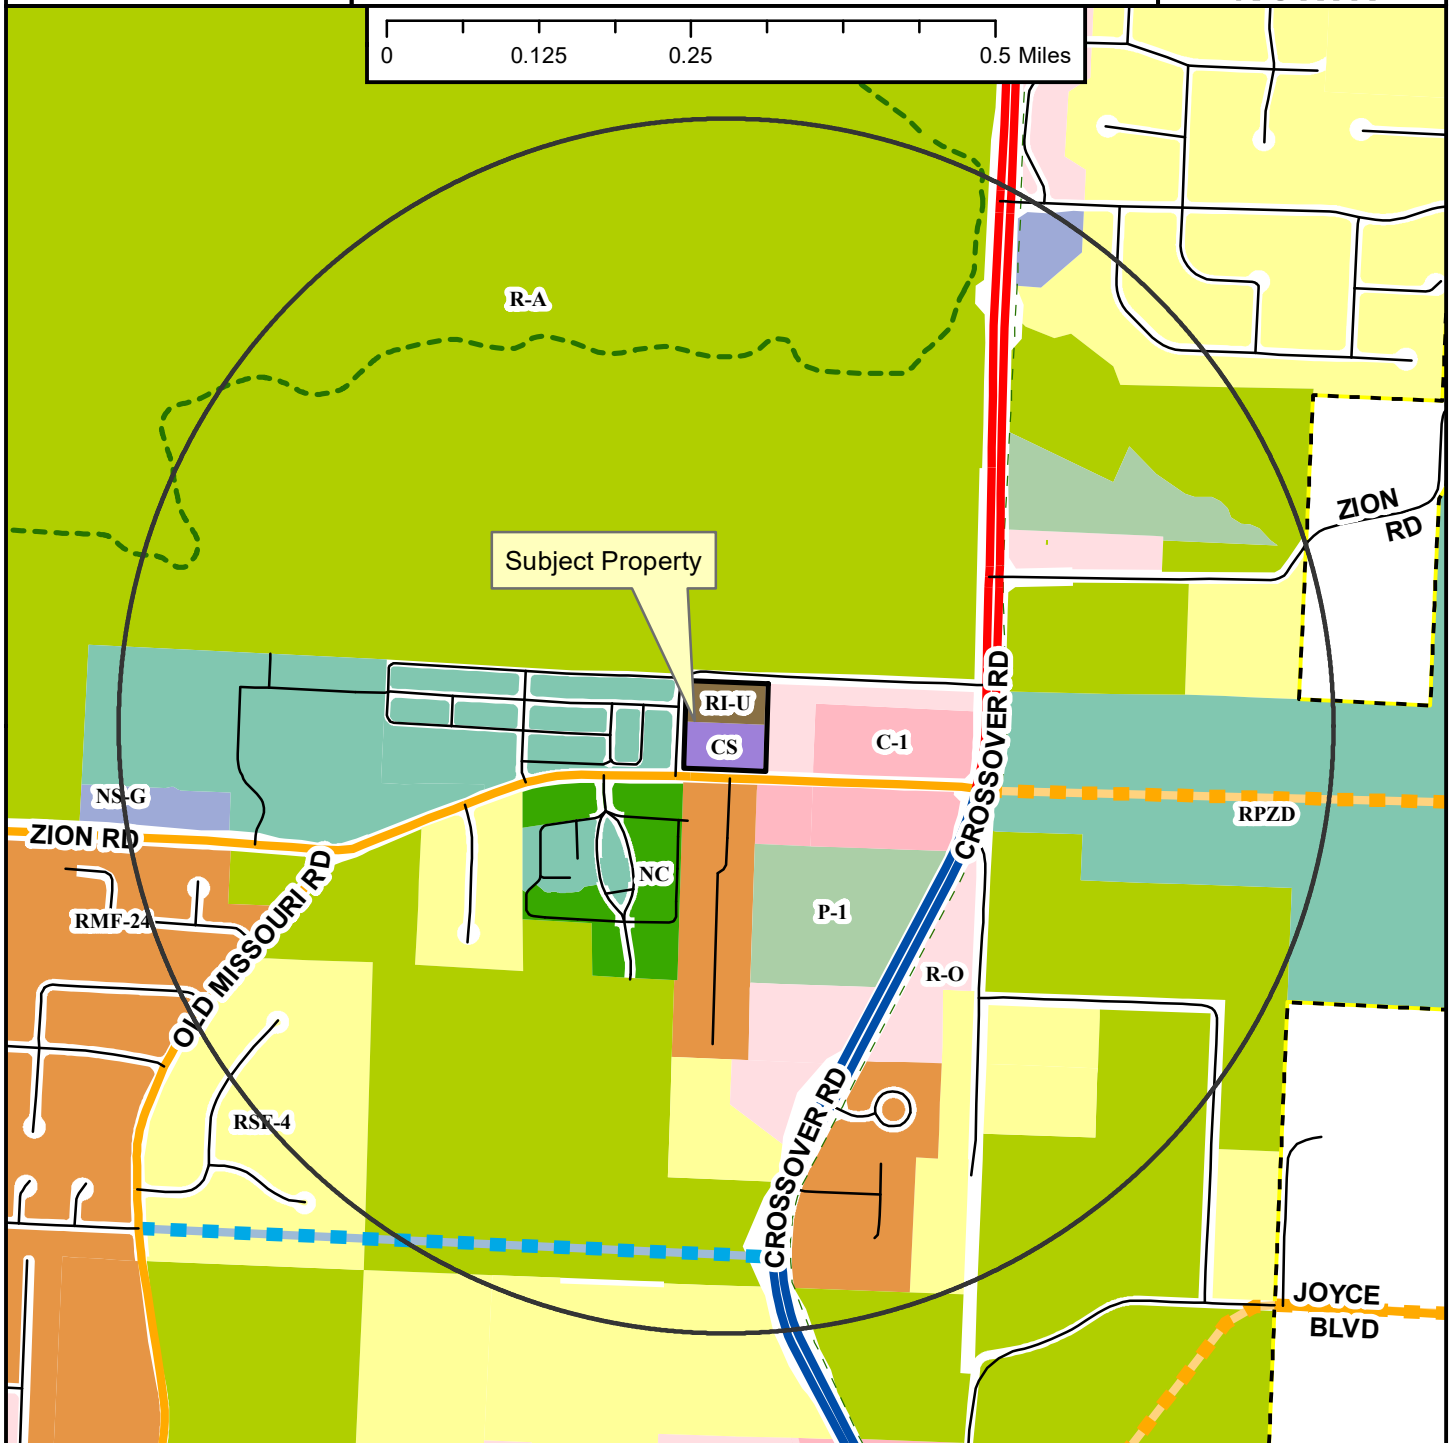 0 0.125 0.25 0.5 Miles
R-A
ZION
RD
Subject Property
RI-U
CS
C-1
CROSSOVER RD
NS-G
RPZD
ZION RD
OLD MISSOURI RD
NC
P-1
RMF-24
R-O
RSF-4
CROSSOVER RD
JOYCE
BLVD